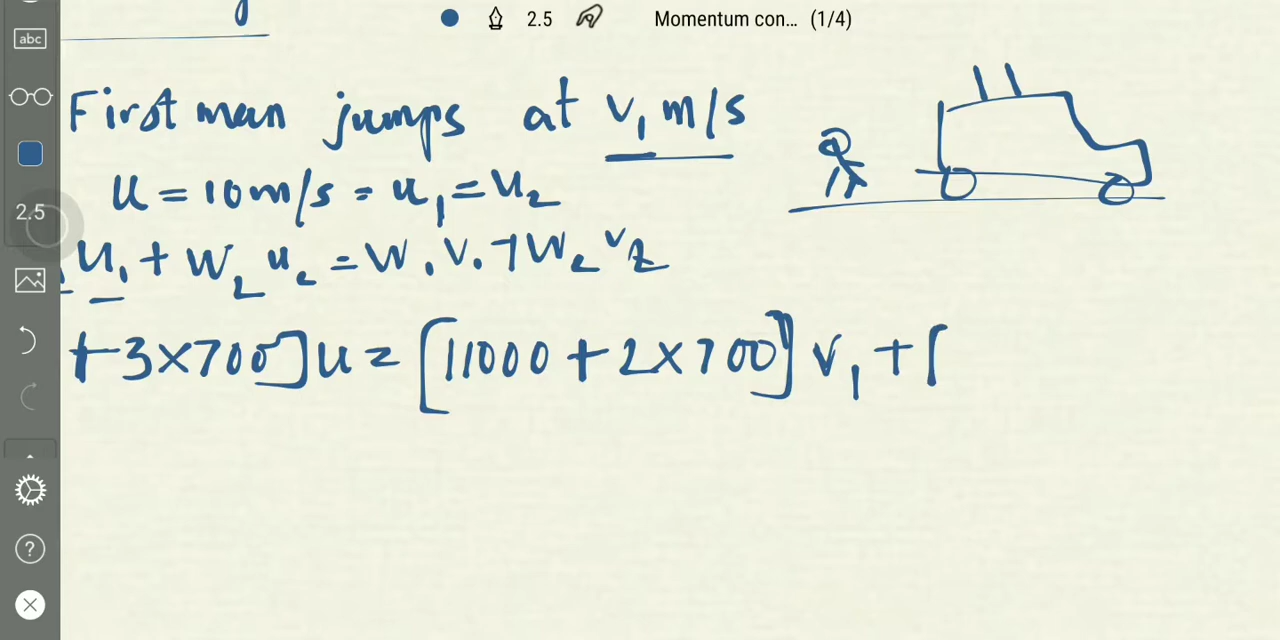 2.5 Momentum con... (1/4)
abc
2.5
?
First man jumps at v₁ m/s
u = 10 m/s = u₁ = u₂
u₁ + W₂ u₂ = W₁ V₁ + W₂ V₂
+ 3×700] u = [11000 + 2×700] v₁ + [